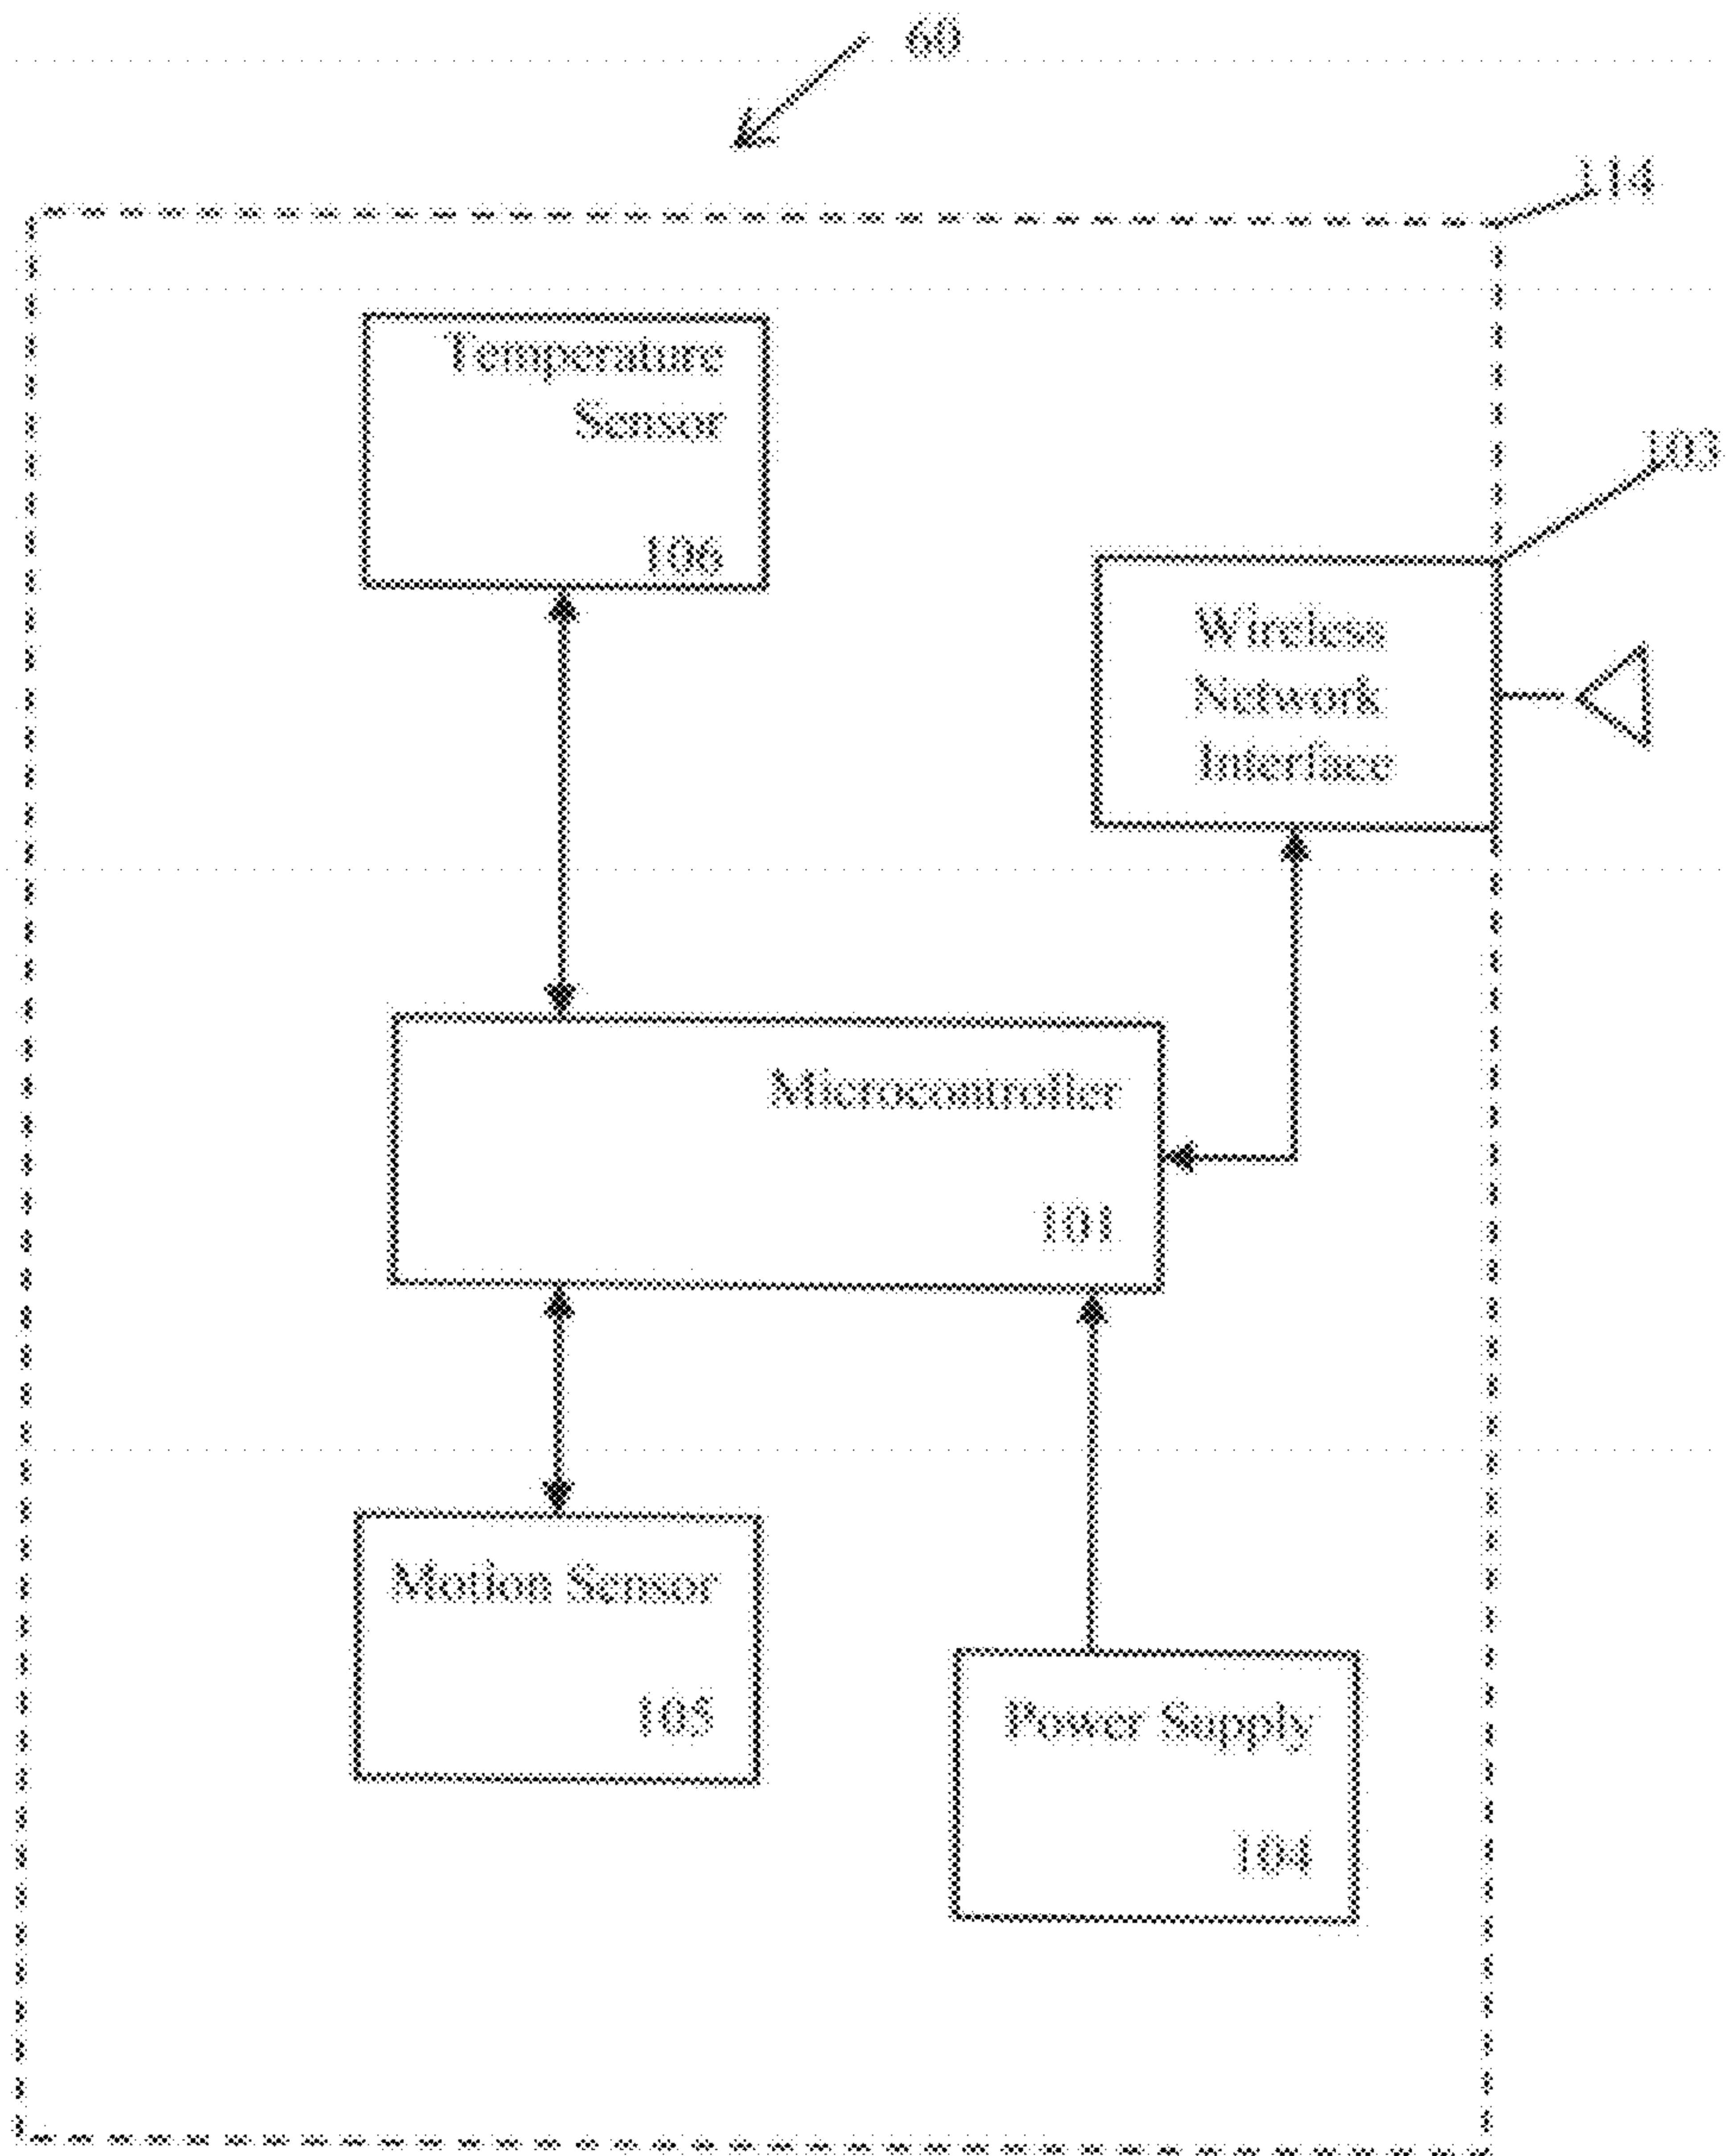 60
114
Temperature
Sensor
106
103
Wireless
Network
Interface
Microcontroller
101
Motion Sensor
105
Power Supply
104